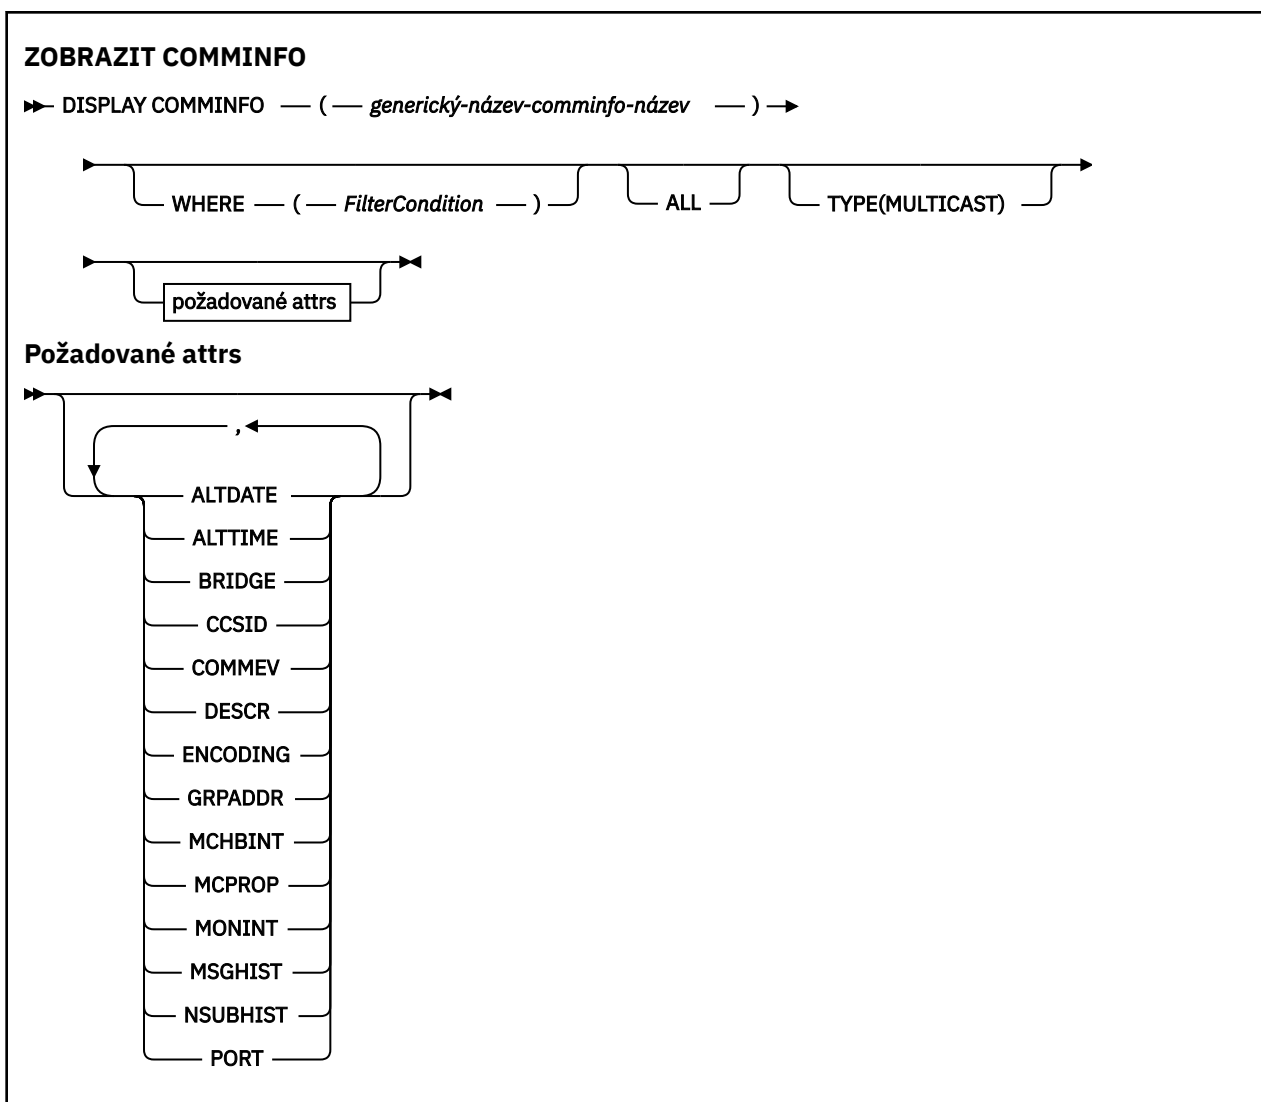 ZOBRAZIT COMMINFO
DISPLAY COMMINFO ( generický-název-comminfo-název )
WHERE ( FilterCondition ) ALL TYPE(MULTICAST)
požadované attrs
Požadované attrs
,
ALTDATE
ALTTIME
BRIDGE
CCSID
COMMEV
DESCR
ENCODING
GRPADDR
MCHBINT
MCPROP
MONINT
MSGHIST
NSUBHIST
PORT